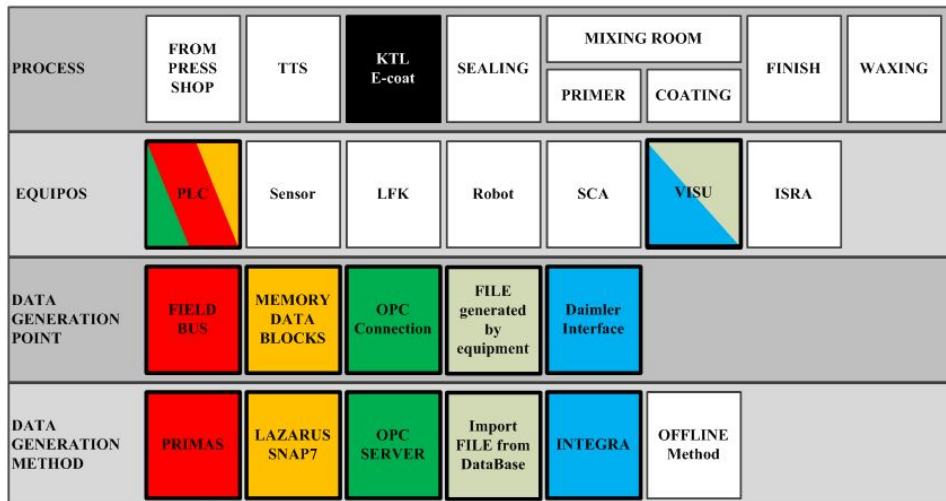 PROCESS
FROM
PRESS
SHOP
TTS
KTL
E-coat
SEALING
MIXING ROOM
PRIMER
COATING
FINISH
WAXING
EQUIPOS
PLC
Sensor
LFK
Robot
SCA
VISU
ISRA
DATA
GENERATION
POINT
FIELD
BUS
MEMORY
DATA
BLOCKS
OPC
Connection
FILE
generated
by
equipment
Daimler
Interface
DATA
GENERATION
METHOD
PRIMAS
LAZARUS
SNAP7
OPC
SERVER
Import
FILE from
DataBase
INTEGRA
OFFLINE
Method